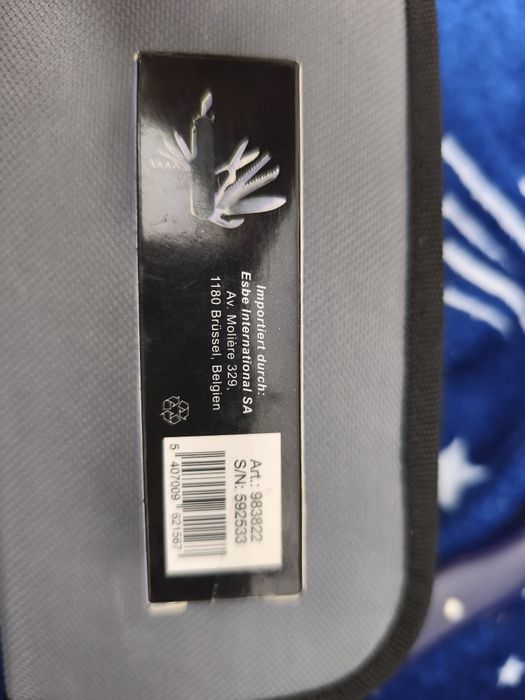 Importiert durch:
Esbe International SA
Av. Molière 329,
1180 Brüssel, Belgien
Art.: 983822
S/N: 592533
5 407009 621567